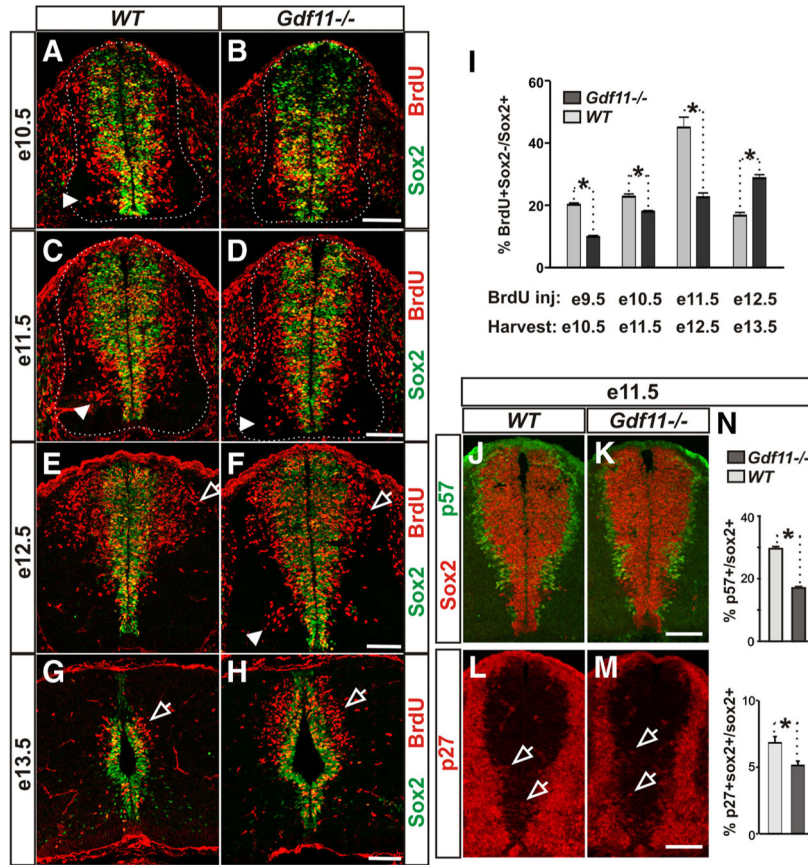 WT
Gdf11-/-
A
B
e10.5
Sox2 BrdU
C
D
e11.5
Sox2 BrdU
E
F
e12.5
Sox2 BrdU
G
H
e13.5
Sox2 BrdU
I
% BrdU+Sox2-/Sox2+
60
40
20
0
Gdf11-/-
WT
*
*
*
*
BrdU inj: e9.5 e10.5 e11.5 e12.5
Harvest: e10.5 e11.5 e12.5 e13.5
e11.5
WT
Gdf11-/-
J
K
Sox2 p57
L
M
p27
N
Gdf11-/-
WT
% p57+/sox2+
40
20
0
*
% p27+sox2+/sox2+
10
5
0
*